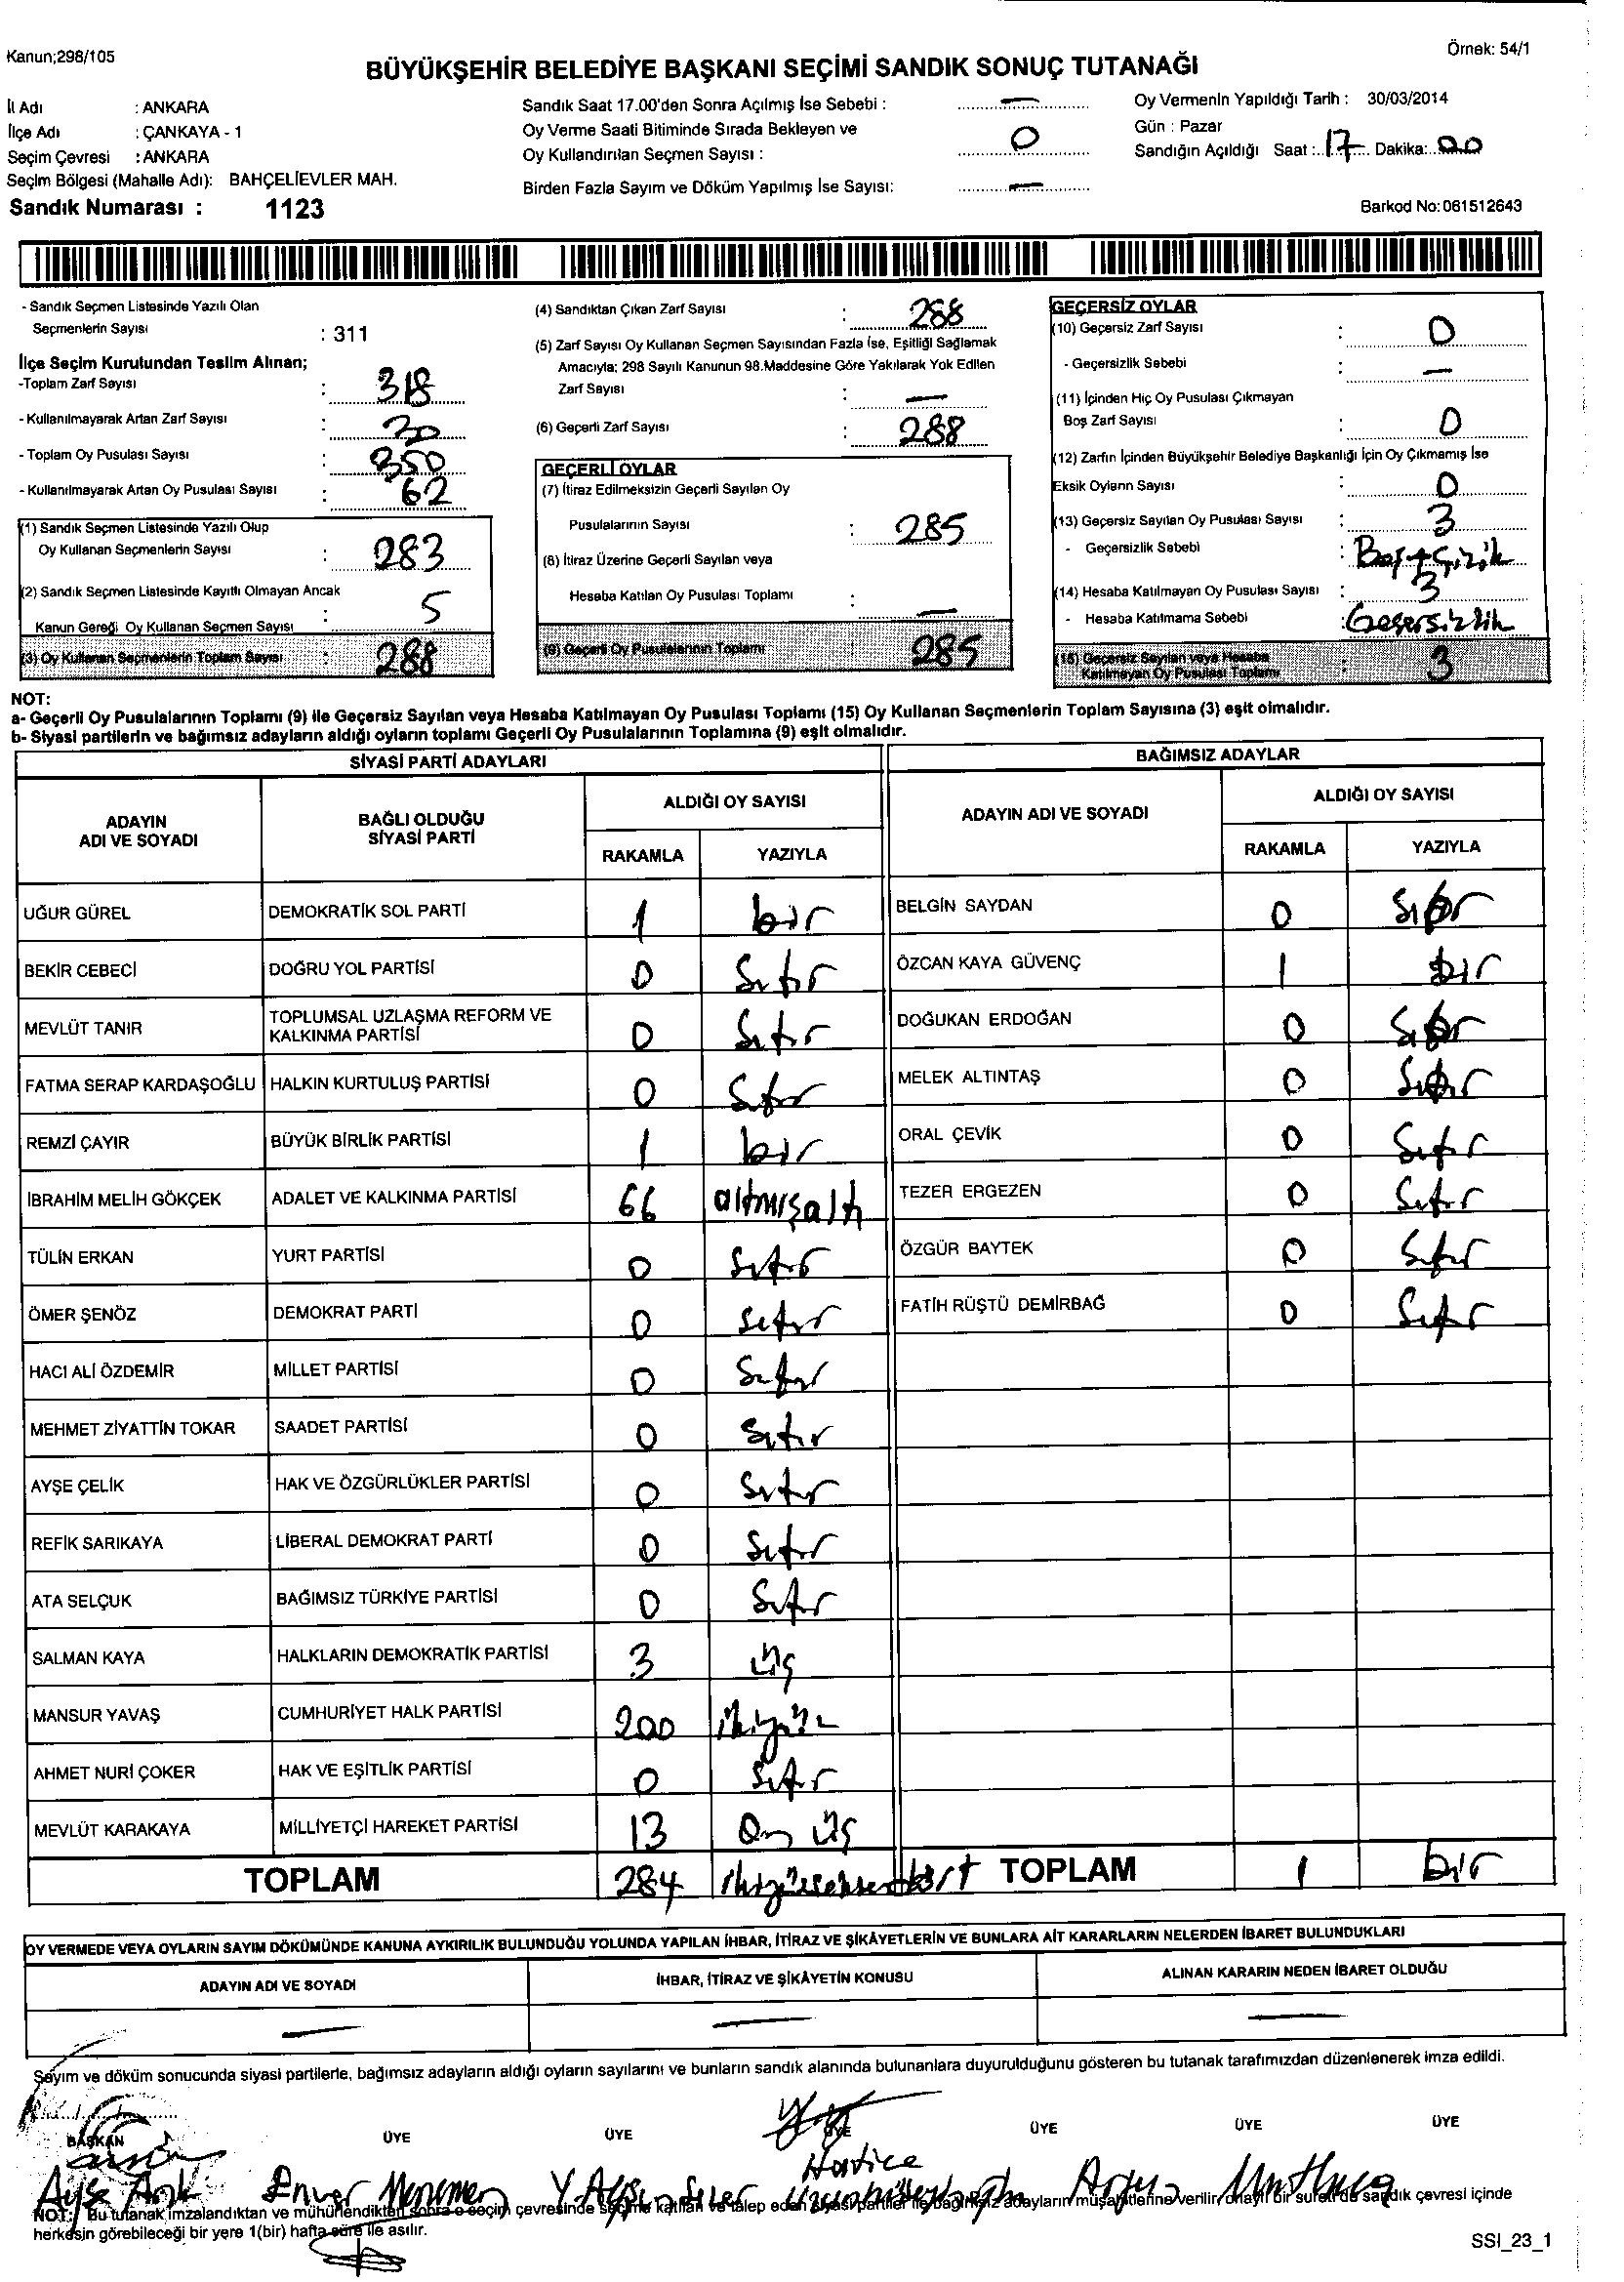 Kanun;298/105
Örnek: 54/1
BÜYÜKŞEHİR BELEDİYE BAŞKANI SEÇİMİ SANDIK SONUÇ TUTANAĞI
İl Adı : ANKARA
İlçe Adı : ÇANKAYA - 1
Seçim Çevresi : ANKARA
Seçim Bölgesi (Mahalle Adı): BAHÇELİEVLER MAH.
Sandık Numarası : 1123
Sandık Saat 17.00'den Sonra Açılmış İse Sebebi : —
Oy Verme Saati Bitiminde Sırada Bekleyen ve
Oy Kullandırılan Seçmen Sayısı : 0
Birden Fazla Sayım ve Döküm Yapılmış İse Sayısı: —
Oy Vermenin Yapıldığı Tarih : 30/03/2014
Gün : Pazar
Sandığın Açıldığı Saat : 17 Dakika: 00
Barkod No: 061512643
- Sandık Seçmen Listesinde Yazılı Olan
Seçmenlerin Sayısı : 311
İlçe Seçim Kurulundan Teslim Alınan;
-Toplam Zarf Sayısı : 318
- Kullanılmayarak Artan Zarf Sayısı : 30
- Toplam Oy Pusulası Sayısı : 350
- Kullanılmayarak Artan Oy Pusulası Sayısı : 62
(1) Sandık Seçmen Listesinde Yazılı Olup
Oy Kullanan Seçmenlerin Sayısı : 283
(2) Sandık Seçmen Listesinde Kayıtlı Olmayan Ancak
Kanun Gereği Oy Kullanan Seçmen Sayısı : 5
(3) Oy Kullanan Seçmenlerin Toplam Sayısı : 288
(4) Sandıktan Çıkan Zarf Sayısı : 288
(5) Zarf Sayısı Oy Kullanan Seçmen Sayısından Fazla İse, Eşitliği Sağlamak
Amacıyla; 298 Sayılı Kanunun 98.Maddesine Göre Yakılarak Yok Edilen
Zarf Sayısı : —
(6) Geçerli Zarf Sayısı : 288
GEÇERLİ OYLAR
(7) İtiraz Edilmeksizin Geçerli Sayılan Oy
Pusulalarının Sayısı : 285
(8) İtiraz Üzerine Geçerli Sayılan veya
Hesaba Katılan Oy Pusulası Toplamı : —
(9) Geçerli Oy Pusulalarının Toplamı 285
GEÇERSİZ OYLAR
(10) Geçersiz Zarf Sayısı : 0
- Geçersizlik Sebebi : —
(11) İçinden Hiç Oy Pusulası Çıkmayan
Boş Zarf Sayısı : 0
(12) Zarfın İçinden Büyükşehir Belediye Başkanlığı İçin Oy Çıkmamış İse
Eksik Oyların Sayısı : 0
(13) Geçersiz Sayılan Oy Pusulası Sayısı : 3
- Geçersizlik Sebebi : Boş+Çizik
(14) Hesaba Katılmayan Oy Pusulası Sayısı : 3
- Hesaba Katılmama Sebebi : Geçersizlik
(15) Geçersiz Sayılan veya Hesaba
Katılmayan Oy Pusulası Toplamı : 3
NOT:
a- Geçerli Oy Pusulalarının Toplamı (9) ile Geçersiz Sayılan veya Hesaba Katılmayan Oy Pusulası Toplamı (15) Oy Kullanan Seçmenlerin Toplam Sayısına (3) eşit olmalıdır.
b- Siyasi partilerin ve bağımsız adayların aldığı oyların toplamı Geçerli Oy Pusulalarının Toplamına (9) eşit olmalıdır.
SİYASİ PARTİ ADAYLARI
ADAYIN ADI VE SOYADI BAĞLI OLDUĞU SİYASİ PARTİ ALDIĞI OY SAYISI
RAKAMLA YAZIYLA
UĞUR GÜREL DEMOKRATİK SOL PARTİ 1 bir
BEKİR CEBECİ DOĞRU YOL PARTİSİ 0 Sıfır
MEVLÜT TANIR TOPLUMSAL UZLAŞMA REFORM VE KALKINMA PARTİSİ 0 Sıfır
FATMA SERAP KARDAŞOĞLU HALKIN KURTULUŞ PARTİSİ 0 Sıfır
REMZİ ÇAYIR BÜYÜK BİRLİK PARTİSİ 1 bir
İBRAHİM MELİH GÖKÇEK ADALET VE KALKINMA PARTİSİ 66 altmışaltı
TÜLİN ERKAN YURT PARTİSİ 0 Sıfır
ÖMER ŞENÖZ DEMOKRAT PARTİ 0 Sıfır
HACI ALİ ÖZDEMİR MİLLET PARTİSİ 0 Sıfır
MEHMET ZİYATTİN TOKAR SAADET PARTİSİ 0 Sıfır
AYŞE ÇELİK HAK VE ÖZGÜRLÜKLER PARTİSİ 0 Sıfır
REFİK SARIKAYA LİBERAL DEMOKRAT PARTİ 0 Sıfır
ATA SELÇUK BAĞIMSIZ TÜRKİYE PARTİSİ 0 Sıfır
SALMAN KAYA HALKLARIN DEMOKRATİK PARTİSİ 3 üç
MANSUR YAVAŞ CUMHURİYET HALK PARTİSİ 200 ikiyüz
AHMET NURİ ÇOKER HAK VE EŞİTLİK PARTİSİ 0 Sıfır
MEVLÜT KARAKAYA MİLLİYETÇİ HAREKET PARTİSİ 13 On üç
TOPLAM 284 ikiyüzseksendört
BAĞIMSIZ ADAYLAR
ADAYIN ADI VE SOYADI ALDIĞI OY SAYISI
RAKAMLA YAZIYLA
BELGİN SAYDAN 0 Sıfır
ÖZCAN KAYA GÜVENÇ 1 bir
DOĞUKAN ERDOĞAN 0 Sıfır
MELEK ALTINTAŞ 0 Sıfır
ORAL ÇEVİK 0 Sıfır
TEZER ERGEZEN 0 Sıfır
ÖZGÜR BAYTEK 0 Sıfır
FATİH RÜŞTÜ DEMİRBAĞ 0 Sıfır
TOPLAM 1 bir
OY VERMEDE VEYA OYLARIN SAYIM DÖKÜMÜNDE KANUNA AYKIRILIK BULUNDUĞU YOLUNDA YAPILAN İHBAR, İTİRAZ VE ŞİKÂYETLERİN VE BUNLARA AİT KARARLARIN NELERDEN İBARET BULUNDUKLARI
ADAYIN ADI VE SOYADI İHBAR, İTİRAZ VE ŞİKÂYETİN KONUSU ALINAN KARARIN NEDEN İBARET OLDUĞU
— — —
Sayım ve döküm sonucunda siyasi partilerle, bağımsız adayların aldığı oyların sayılarını ve bunların sandık alanında bulunanlara duyurulduğunu gösteren bu tutanak tarafımızdan düzenlenerek imza edildi.
BAŞKAN ÜYE ÜYE ÜYE ÜYE ÜYE ÜYE
Hatice
Ayşe Arık Enver Menemen
NOT: Bu tutanak imzalandıktan ve mühürlendikten sonra o seçim çevresinde seçime katılan ve talep eden siyasi partiler ile bağımsız adayların müşahitlerine verilir, onaylı bir sureti de sandık çevresi içinde
herkesin görebileceği bir yere 1(bir) hafta süre ile asılır.
SSI_23_1